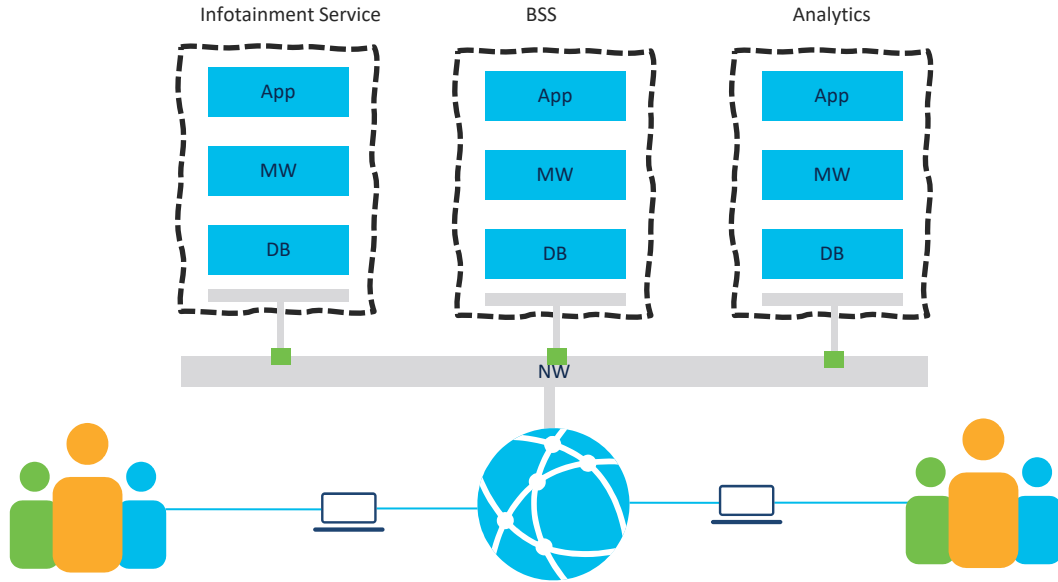 Infotainment Service
BSS
Analytics
App
App
App
MW
MW
MW
DB
DB
DB
NW